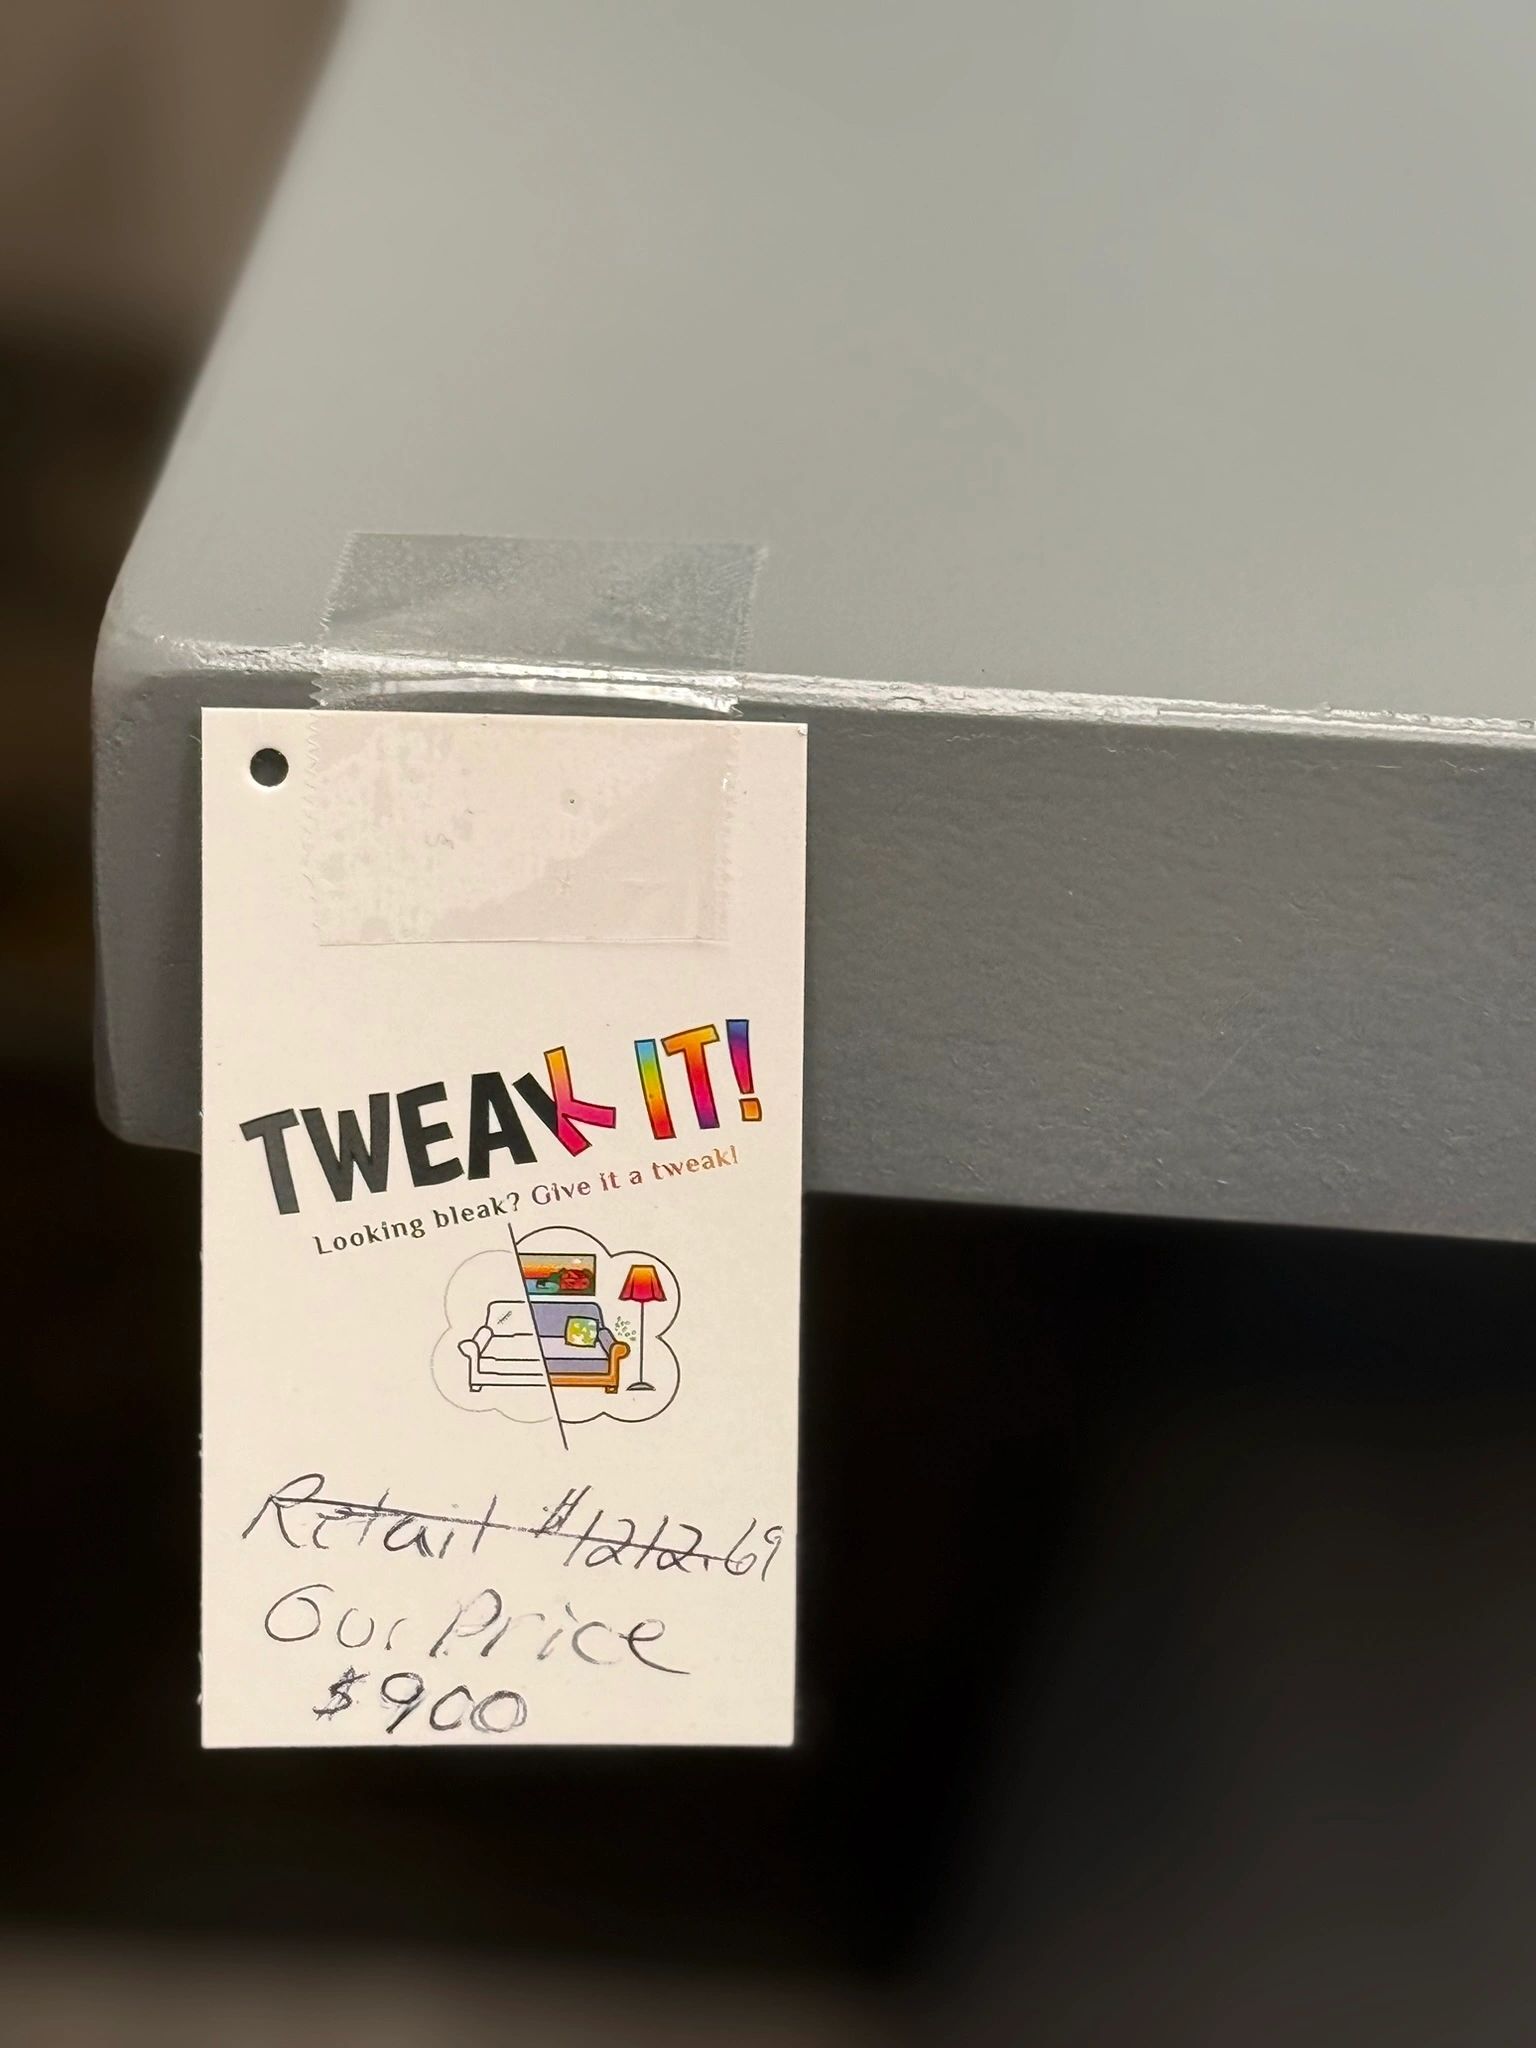 TWEAK IT!
Looking bleak? Give it a tweak!
Retail $1212.69
Our Price
$900